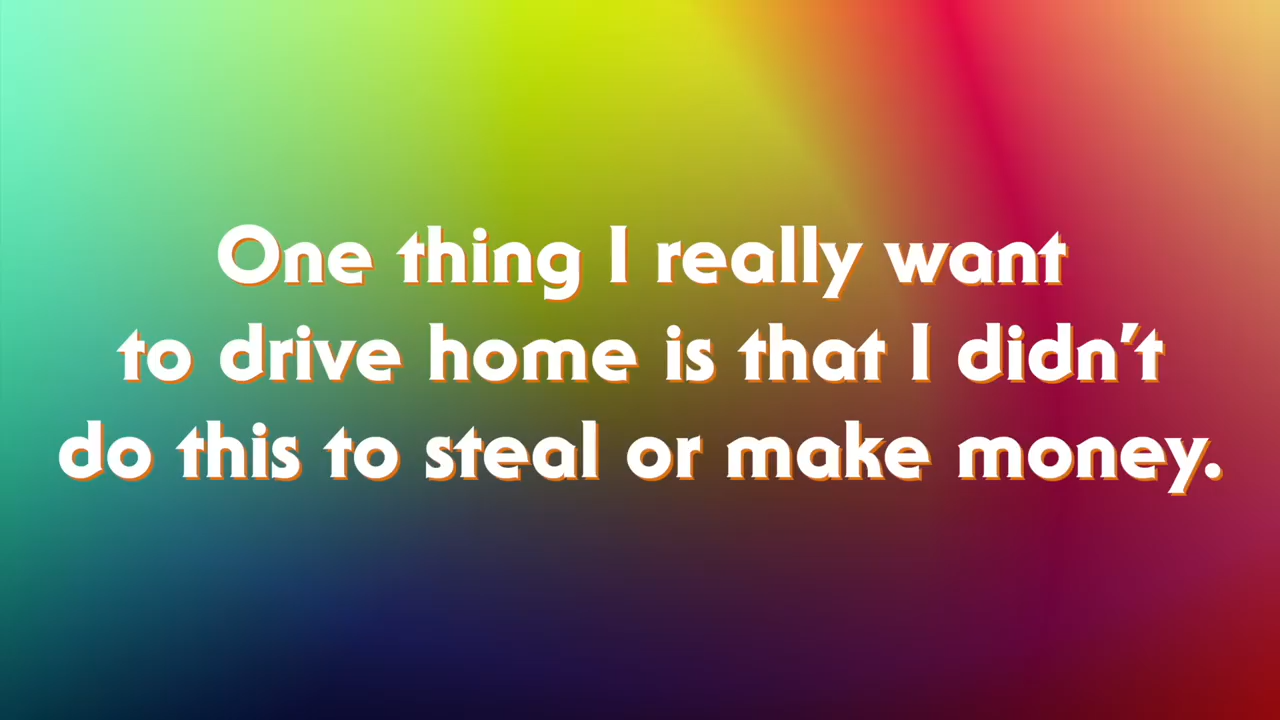 One thing I really want
to drive home is that I didn’t
do this to steal or make money.